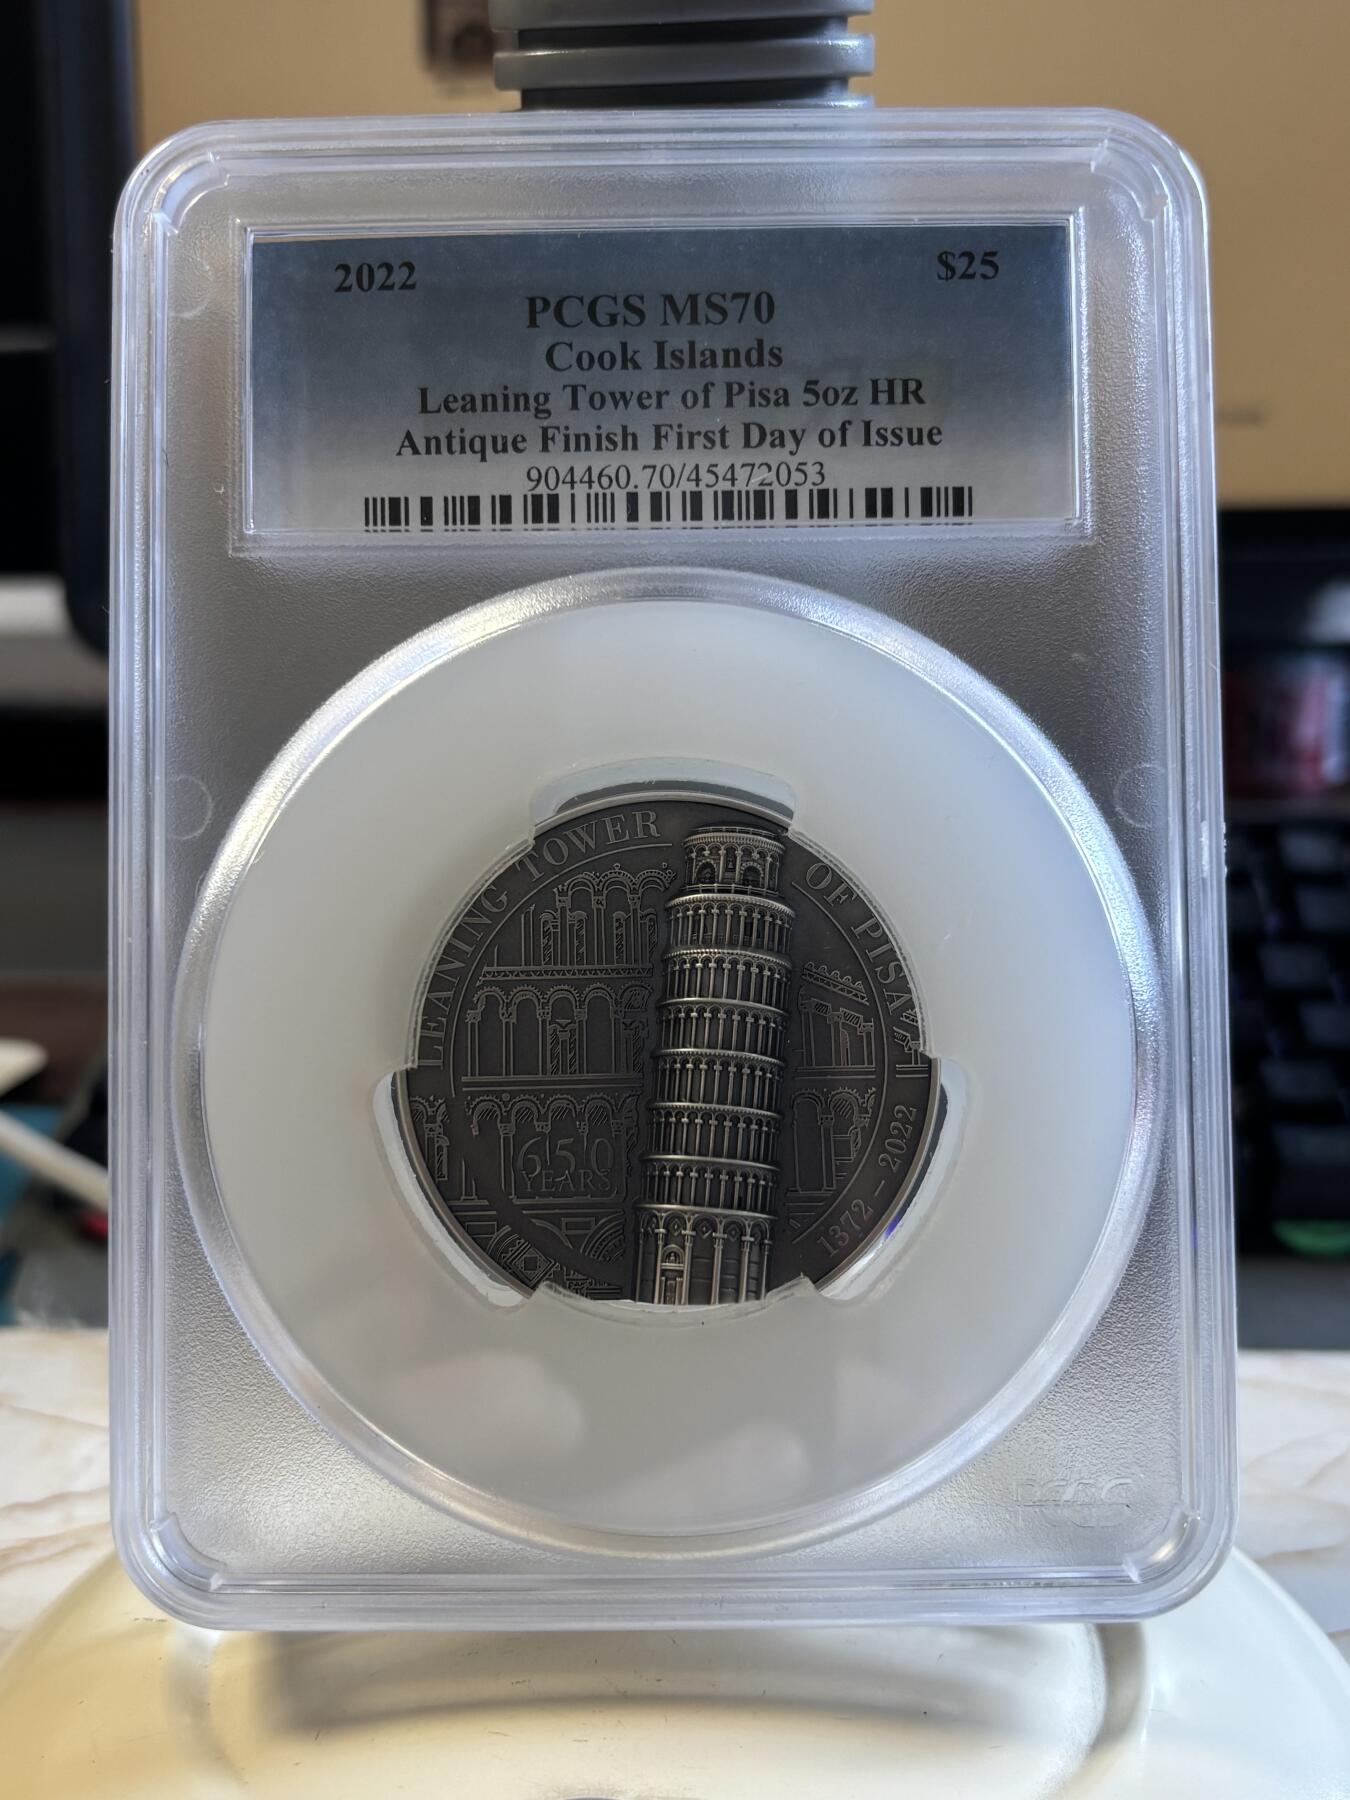 2022 $25
PCGS MS70
Cook Islands
Leaning Tower of Pisa 5oz HR
Antique Finish First Day of Issue
904460.70/45472053
LEANING TOWER OF PISA
650
YEARS
1372 – 2022
PCGS